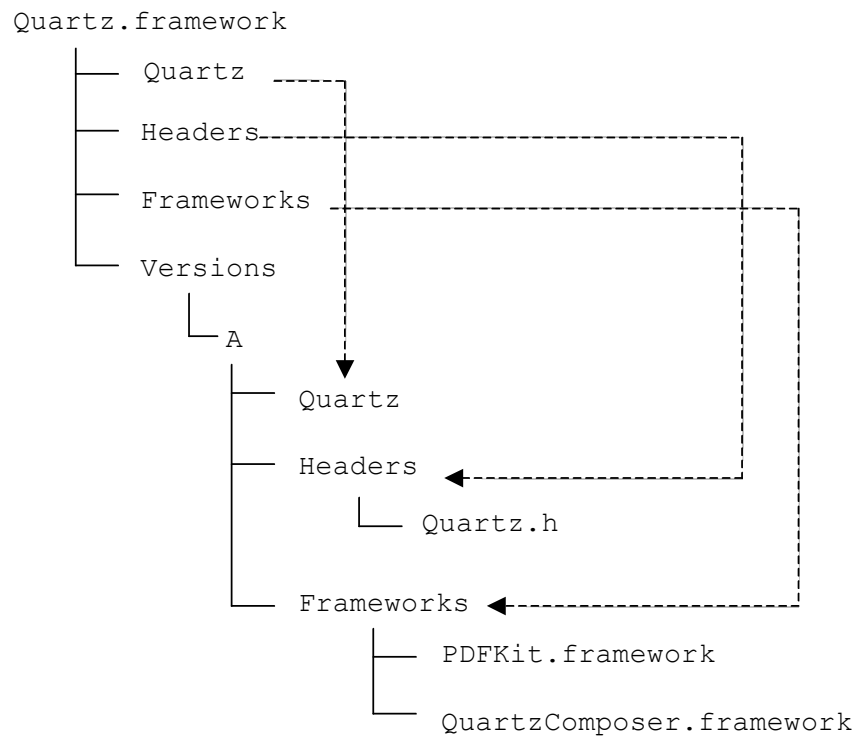 Quartz.framework
Quartz
Headers
Frameworks
Versions
A
Quartz
Headers
Quartz.h
Frameworks
PDFKit.framework
QuartzComposer.framework